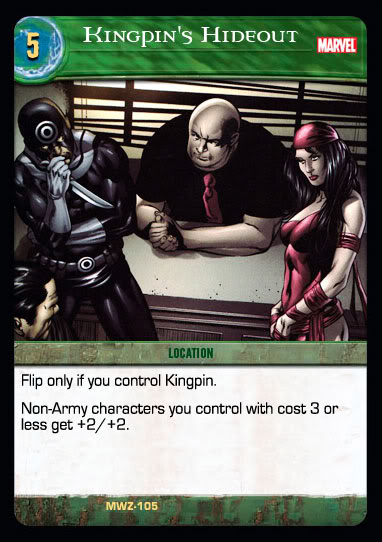 5
Kingpin's Hideout
MARVEL
LOCATION
Flip only if you control Kingpin.
Non-Army characters you control with cost 3 or
less get +2/+2.
MWZ-105